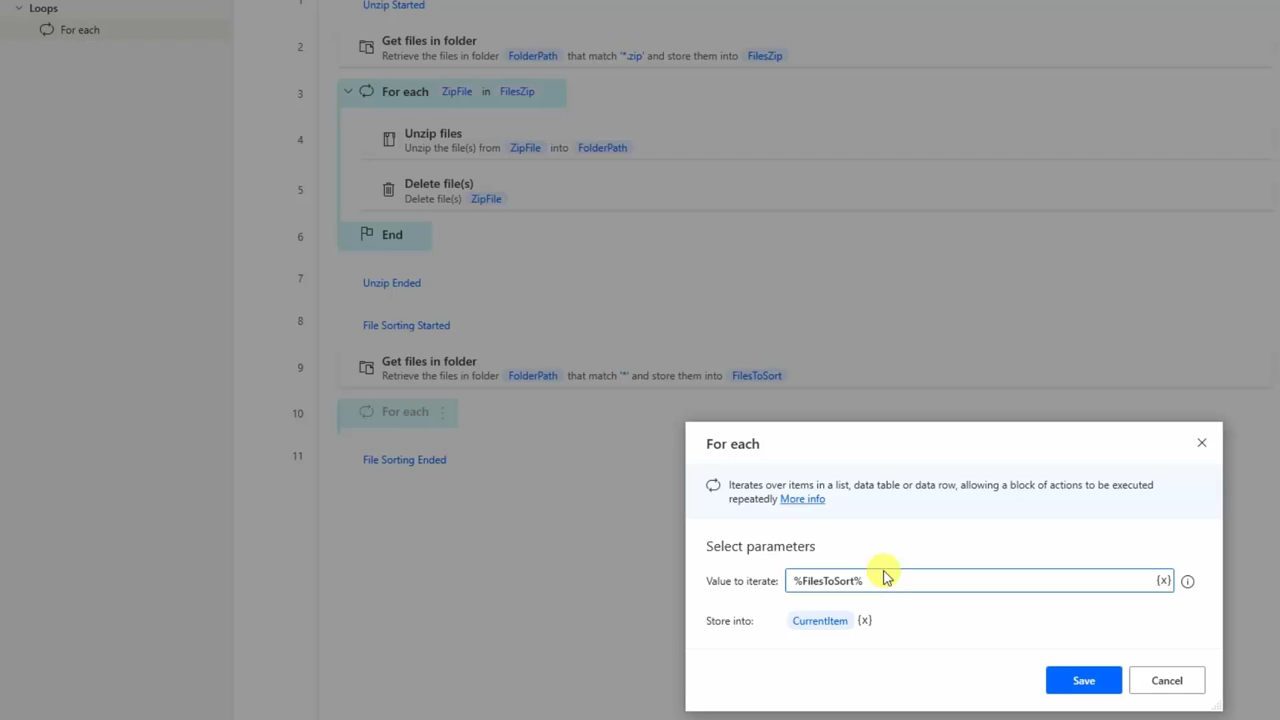 Loops
For each
1
Unzip Started
2
Get files in folder
Retrieve the files in folder FolderPath that match '*.zip' and store them into FilesZip
3
For each ZipFile in FilesZip
4
Unzip files
Unzip the file(s) from ZipFile into FolderPath
5
Delete file(s)
Delete file(s) ZipFile
6
End
7
Unzip Ended
8
File Sorting Started
9
Get files in folder
Retrieve the files in folder FolderPath that match '*' and store them into FilesToSort
10
For each
11
File Sorting Ended
For each
Iterates over items in a list, data table or data row, allowing a block of actions to be executed
repeatedly More info
Select parameters
Value to iterate: %FilesToSort% {x}
Store into: CurrentItem {x}
Save Cancel